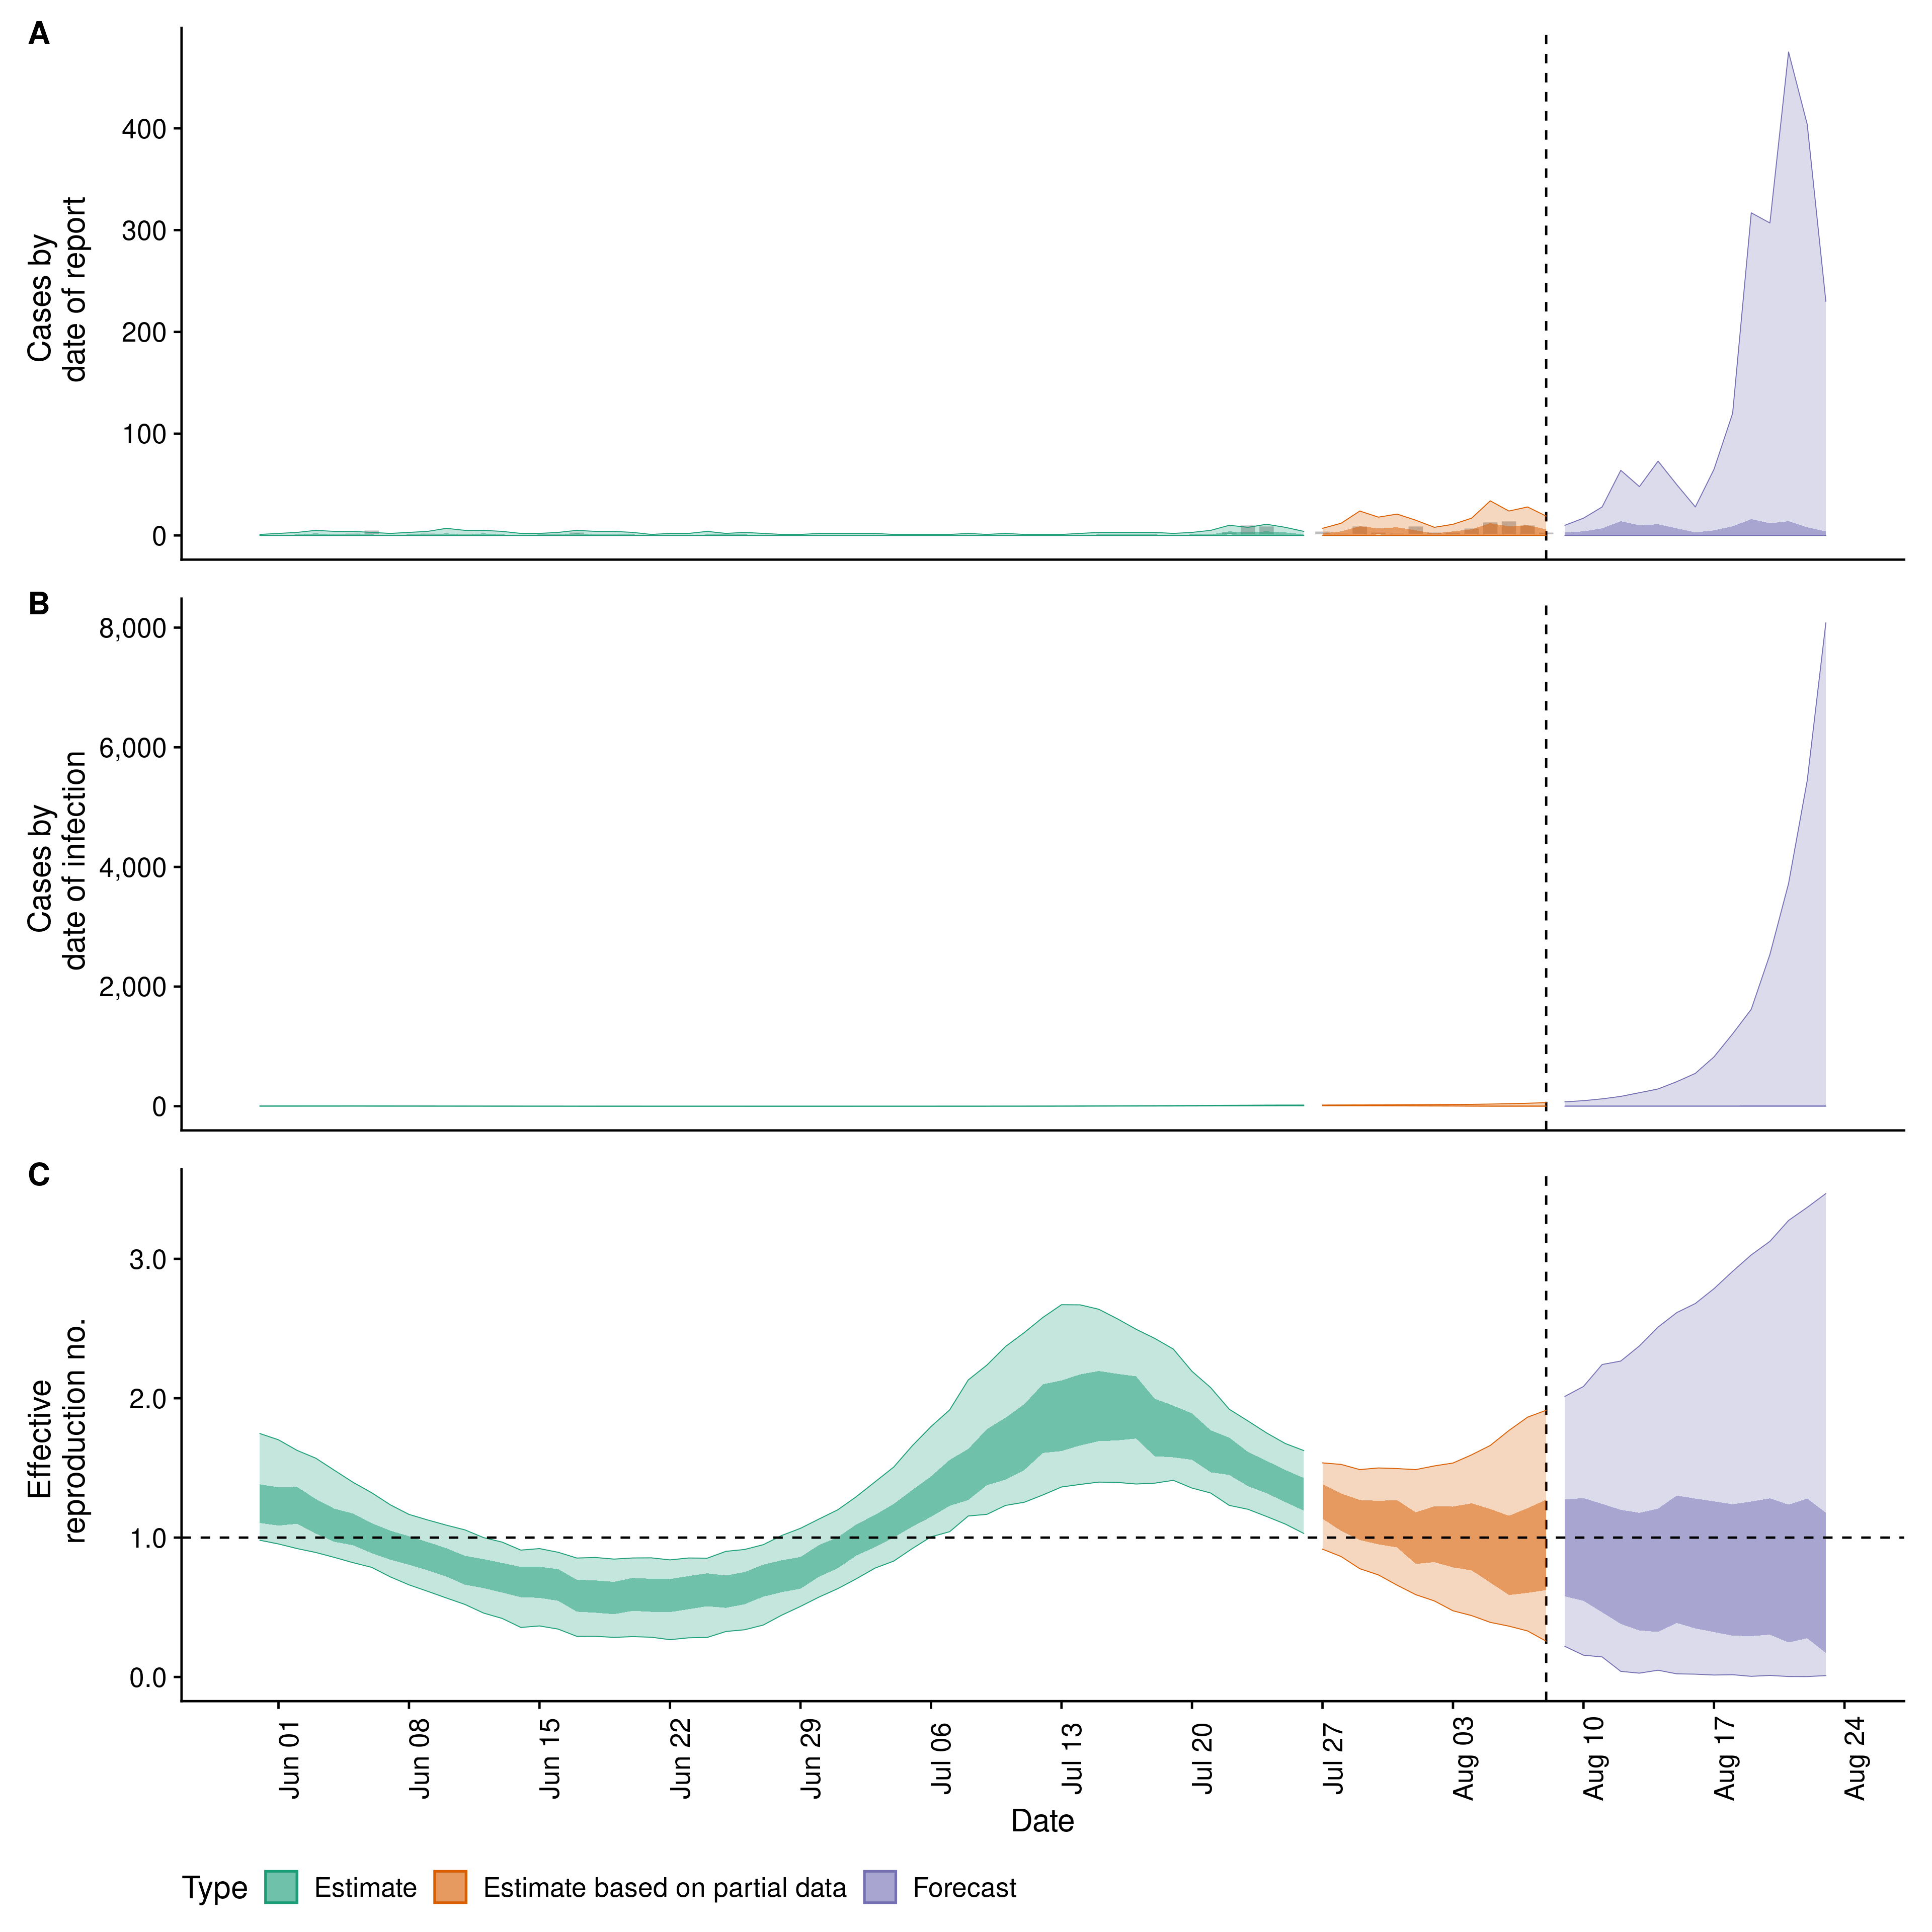 A
Cases by
date of report
400
300
200
100
0
B
Cases by
date of infection
8,000
6,000
4,000
2,000
0
C
Effective
reproduction no.
3.0
2.0
1.0
0.0
Jun 01
Jun 08
Jun 15
Jun 22
Jun 29
Jul 06
Jul 13
Jul 20
Jul 27
Aug 03
Aug 10
Aug 17
Aug 24
Date
Type Estimate Estimate based on partial data Forecast